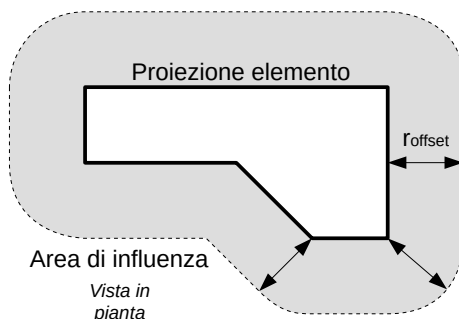 Proiezione elemento
roffset
Area di influenza
Vista in
pianta